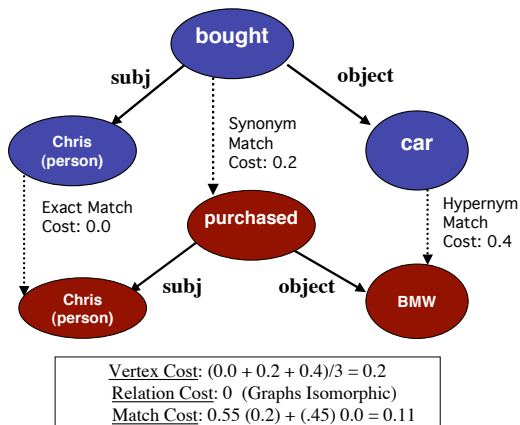 bought
subj
object
Chris
(person)
Synonym
Match
Cost: 0.2
car
Exact Match
Cost: 0.0
Hypernym
Match
Cost: 0.4
purchased
subj
object
Chris
(person)
BMW
Vertex Cost: (0.0 + 0.2 + 0.4)/3 = 0.2
Relation Cost: 0 (Graphs Isomorphic)
Match Cost: 0.55 (0.2) + (.45) 0.0 = 0.11